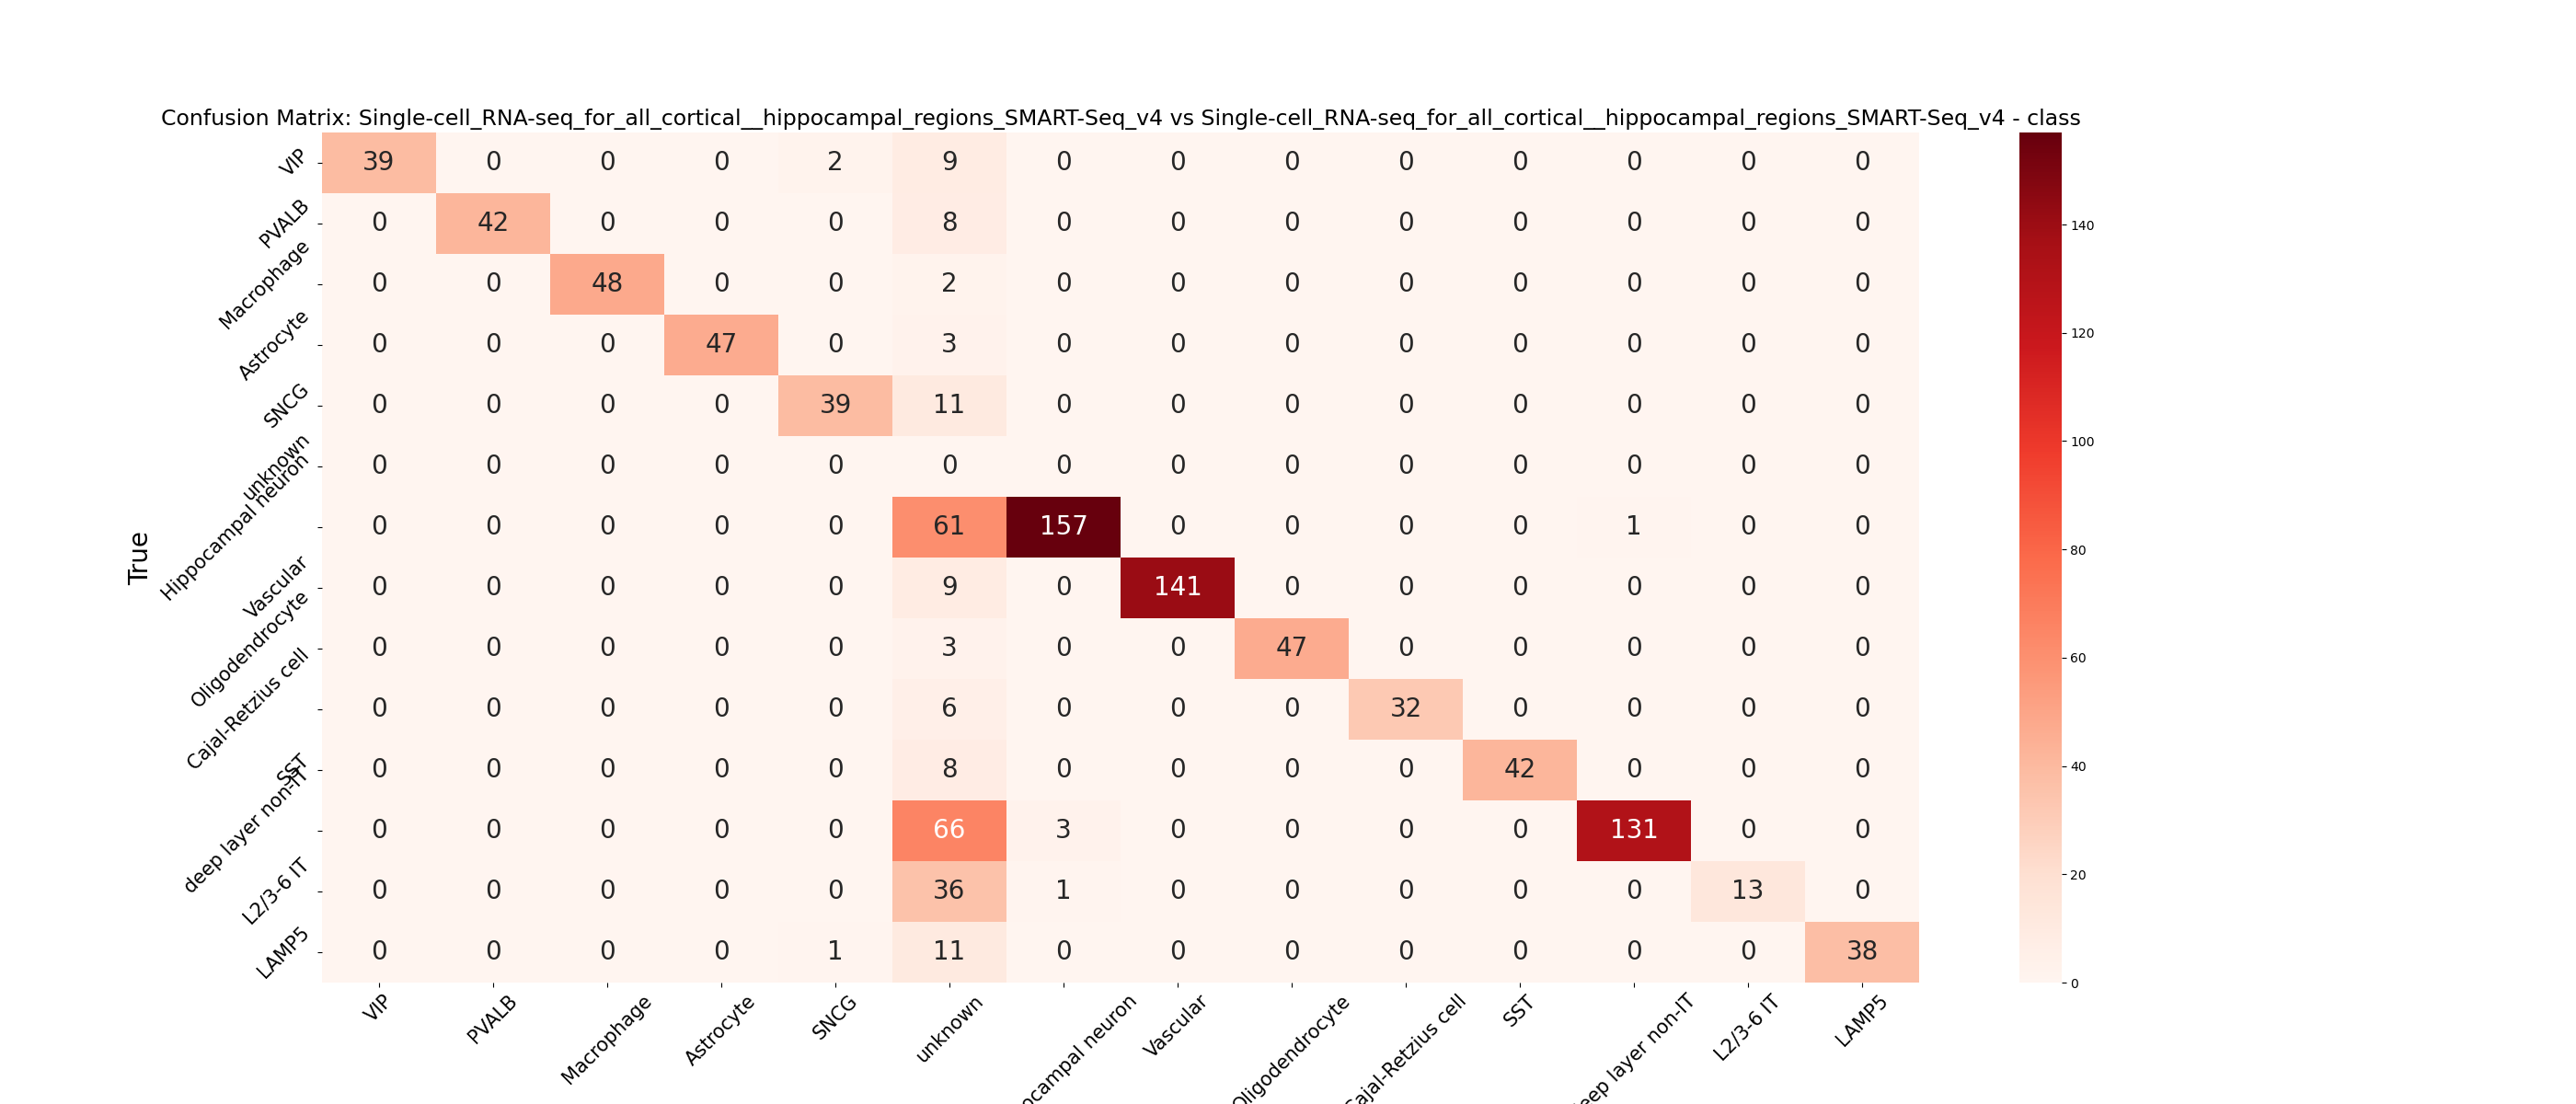 Confusion Matrix: Single-cell_RNA-seq_for_all_cortical__hippocampal_regions_SMART-Seq_v4 vs Single-cell_RNA-seq_for_all_cortical__hippocampal_regions_SMART-Seq_v4 - class
VIP 39 0 0 0 2 9 0 0 0 0 0 0 0 0
PVALB 0 42 0 0 0 8 0 0 0 0 0 0 0 0
Macrophage 0 0 48 0 0 2 0 0 0 0 0 0 0 0
Astrocyte 0 0 0 47 0 3 0 0 0 0 0 0 0 0
SNCG 0 0 0 0 39 11 0 0 0 0 0 0 0 0
unknown 0 0 0 0 0 0 0 0 0 0 0 0 0 0
Hippocampal neuron 0 0 0 0 0 61 157 0 0 0 0 1 0 0
Vascular 0 0 0 0 0 9 0 141 0 0 0 0 0 0
Oligodendrocyte 0 0 0 0 0 3 0 0 47 0 0 0 0 0
Cajal-Retzius cell 0 0 0 0 0 6 0 0 0 32 0 0 0 0
SST 0 0 0 0 0 8 0 0 0 0 42 0 0 0
deep layer non-IT 0 0 0 0 0 66 3 0 0 0 0 131 0 0
L2/3-6 IT 0 0 0 0 0 36 1 0 0 0 0 0 13 0
LAMP5 0 0 0 0 1 11 0 0 0 0 0 0 0 38
True
VIP
PVALB
Macrophage
Astrocyte
SNCG
unknown
ocampal neuron
Vascular
Oligodendrocyte
Cajal-Retzius cell
SST
deep layer non-IT
L2/3-6 IT
LAMP5
140
120
100
80
60
40
20
0